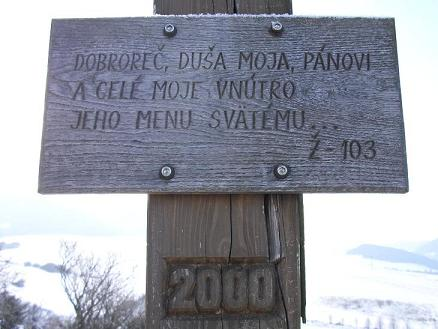 DOBROREČ, DUŠA MOJA, PÁNOVI
A CELÉ MOJE VNÚTRO
JEHO MENU SVÄTÉMU...
Ž-103
2000